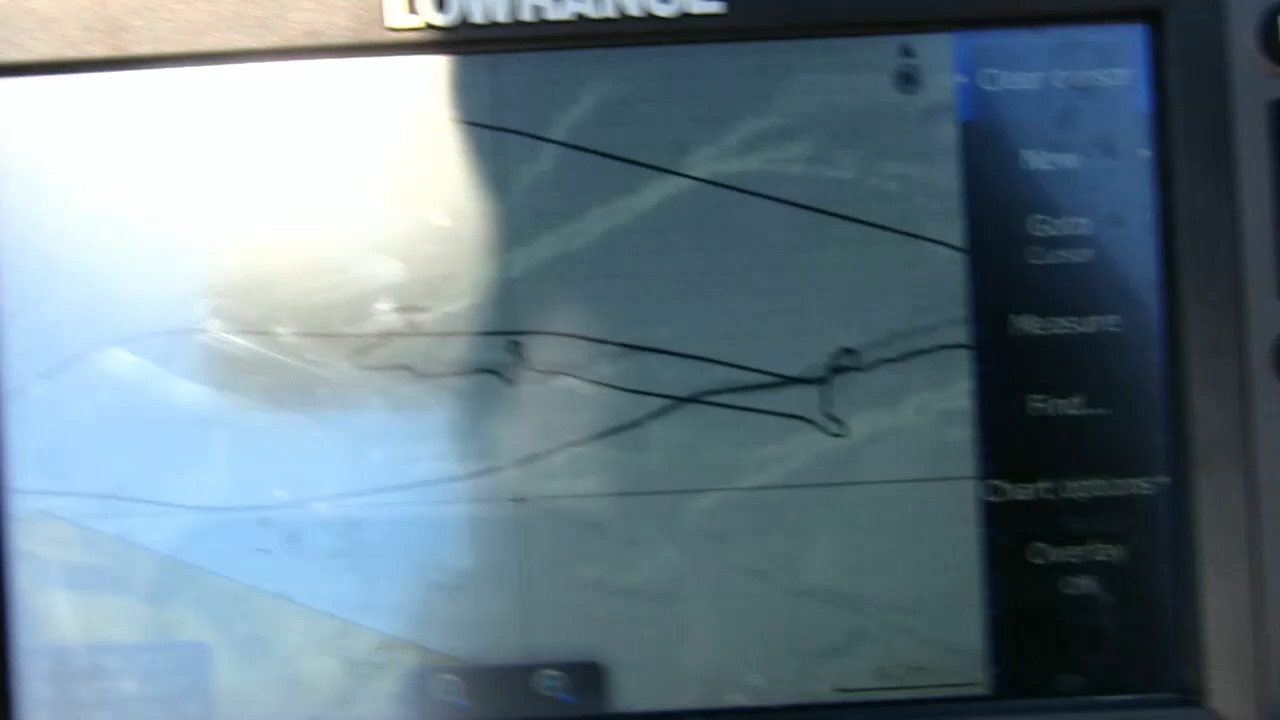 LOWRANCE
Clear cursor
New
Goto
Cursor
Measure
Find...
Chart options
Overlay